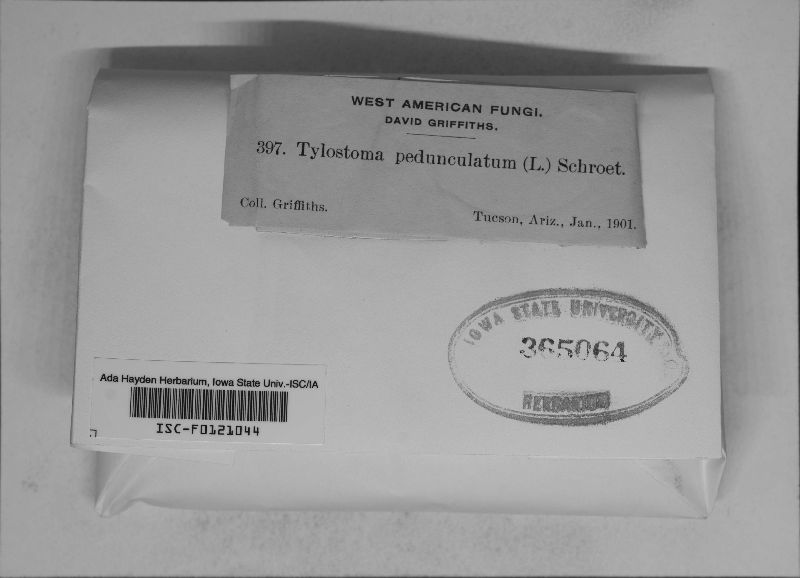 WEST AMERICAN FUNGI.
DAVID GRIFFITHS.
397. Tylostoma pedunculatum (L.) Schroet.
Coll. Griffiths.
Tucson, Ariz., Jan., 1901.
IOWA STATE UNIVERSITY
365064
HERBARIUM
Ada Hayden Herbarium, Iowa State Univ.-ISC/IA
ISC-F0121044